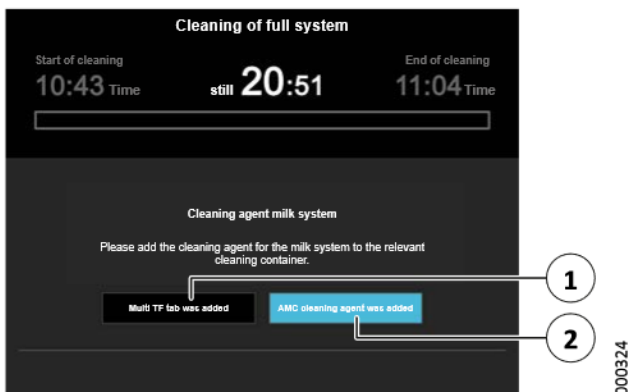 Cleaning of full system
Start of cleaning
End of cleaning
10:43 Time
still 20:51
11:04 Time
Cleaning agent milk system
Please add the cleaning agent for the milk system to the relevant
cleaning container.
Multi TF tab was added
AMC cleaning agent was added
1
2
000324